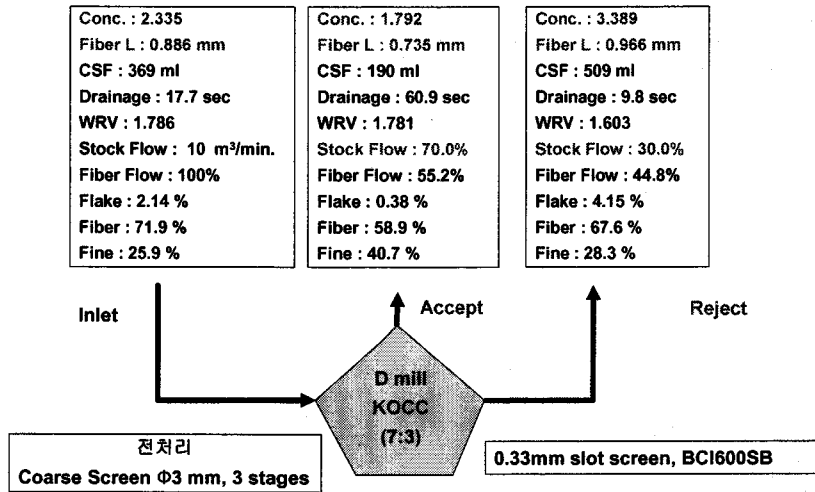 Conc. : 2.335
Fiber L : 0.886 mm
CSF : 369 ml
Drainage : 17.7 sec
WRV : 1.786
Stock Flow : 10 m³/min.
Fiber Flow : 100%
Flake : 2.14 %
Fiber : 71.9 %
Fine : 25.9 %
Conc. : 1.792
Fiber L : 0.735 mm
CSF : 190 ml
Drainage : 60.9 sec
WRV : 1.781
Stock Flow : 70.0%
Fiber Flow : 55.2%
Flake : 0.38 %
Fiber : 58.9 %
Fine : 40.7 %
Conc. : 3.389
Fiber L : 0.966 mm
CSF : 509 ml
Drainage : 9.8 sec
WRV : 1.603
Stock Flow : 30.0%
Fiber Flow : 44.8%
Flake : 4.15 %
Fiber : 67.6 %
Fine : 28.3 %
Inlet
Accept
Reject
D mill
KOCC
(7:3)
전처리
Coarse Screen Φ3 mm, 3 stages
0.33mm slot screen, BCI600SB